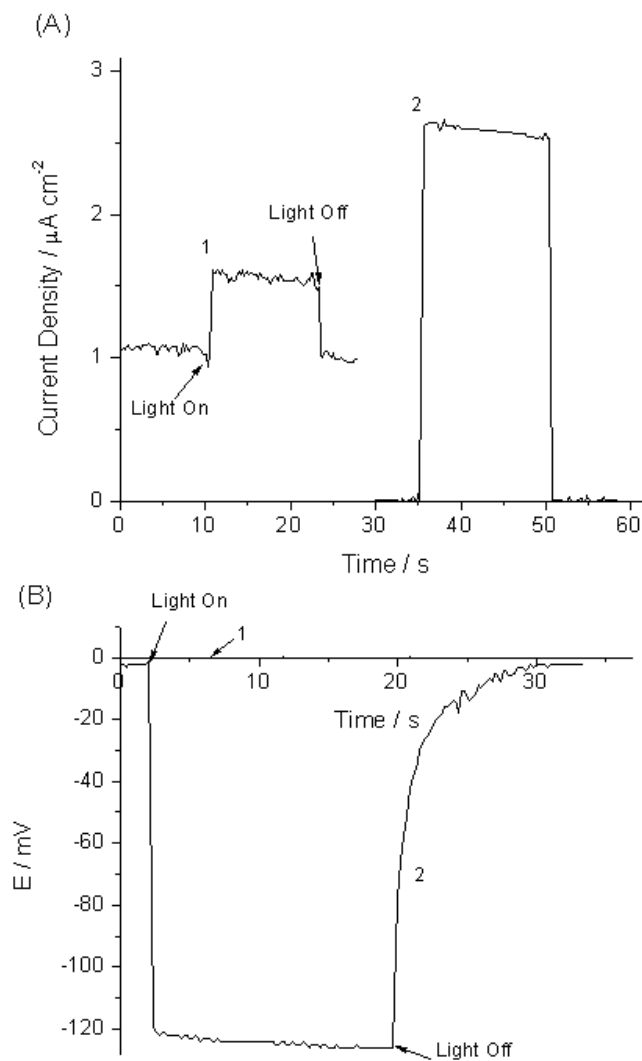 (A)
3
2
Light Off
2
1
1
Light On
0
0 10 20 30 40 50 60
Current Density / µA cm-2
Time / s
(B)
Light On
1
0
0 10 20 30
Time / s
-20
-40
-60
2
-80
-100
-120
Light Off
E / mV